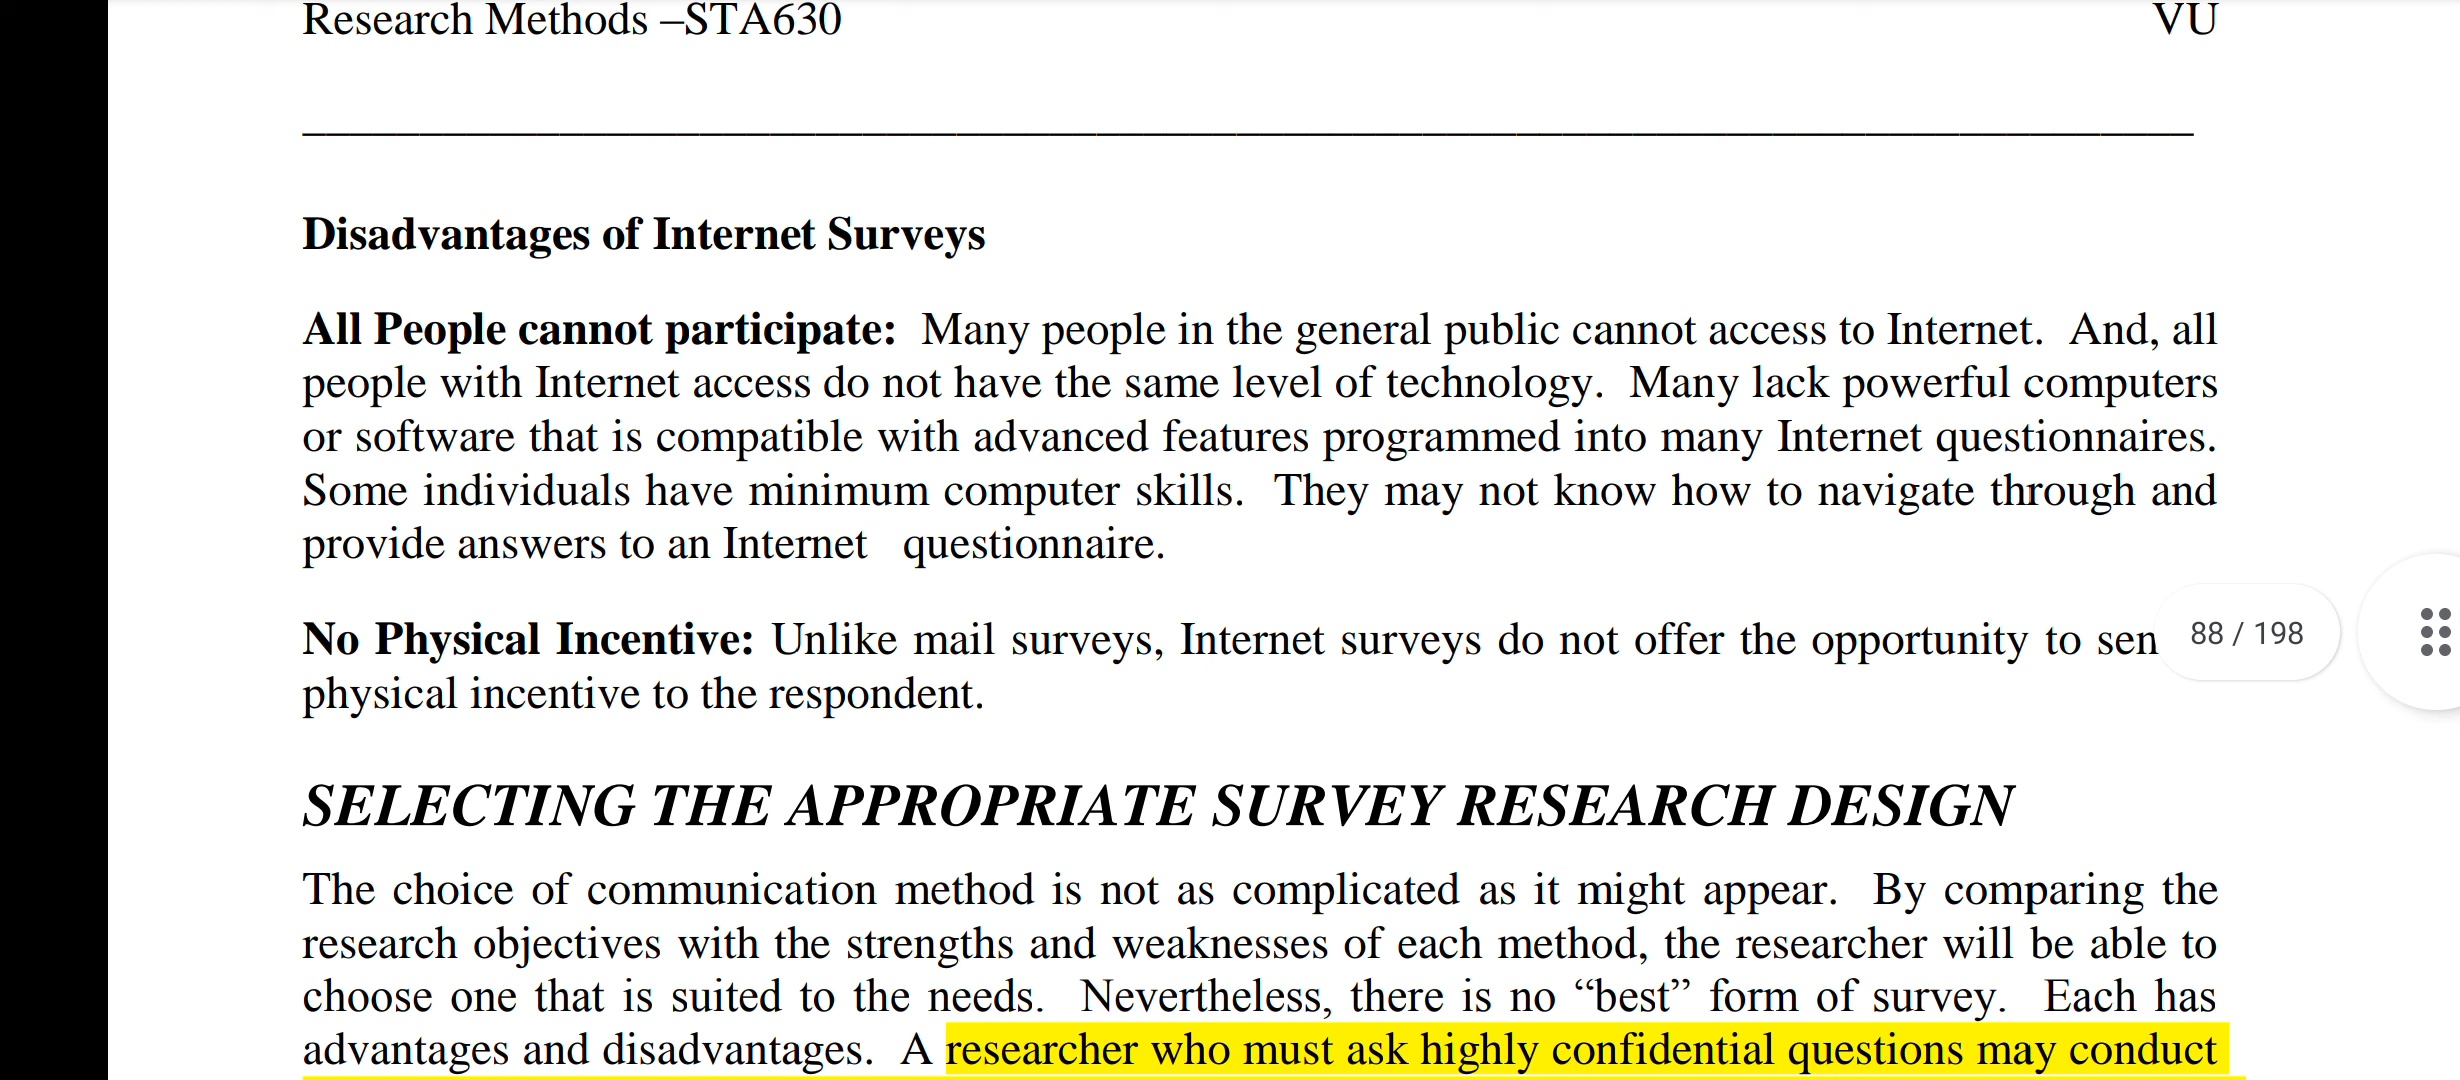 Research Methods –STA630 VU
Disadvantages of Internet Surveys
All People cannot participate: Many people in the general public cannot access to Internet. And, all
people with Internet access do not have the same level of technology. Many lack powerful computers
or software that is compatible with advanced features programmed into many Internet questionnaires.
Some individuals have minimum computer skills. They may not know how to navigate through and
provide answers to an Internet questionnaire.
No Physical Incentive: Unlike mail surveys, Internet surveys do not offer the opportunity to sen
88 / 198
physical incentive to the respondent.
SELECTING THE APPROPRIATE SURVEY RESEARCH DESIGN
The choice of communication method is not as complicated as it might appear. By comparing the
research objectives with the strengths and weaknesses of each method, the researcher will be able to
choose one that is suited to the needs. Nevertheless, there is no “best” form of survey. Each has
advantages and disadvantages. A researcher who must ask highly confidential questions may conduct